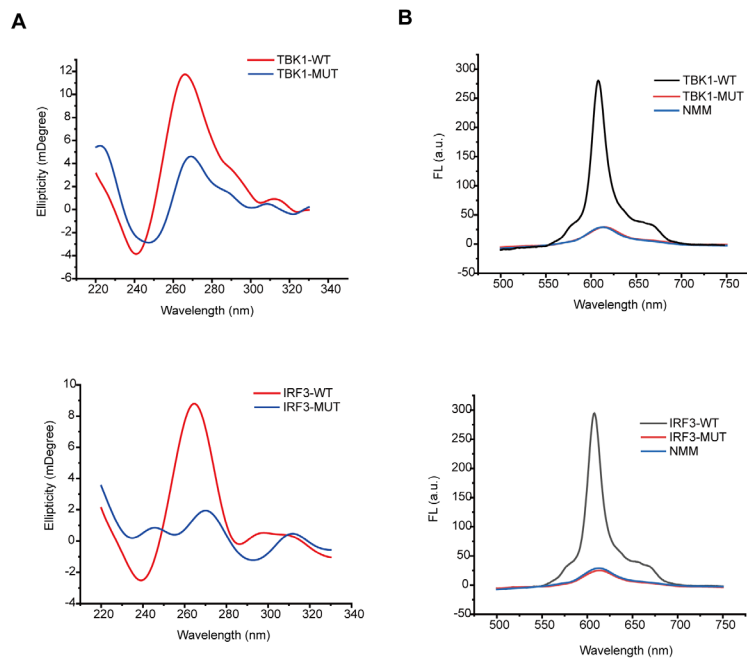 A
TBK1-WT
TBK1-MUT
Ellipticity (mDegree)
12
10
8
6
4
2
0
-2
-4
-6
220 240 260 280 300 320 340
Wavelength (nm)
B
TBK1-WT
TBK1-MUT
NMM
FL (a.u.)
300
250
200
150
100
50
0
-50
500 550 600 650 700 750
Wavelength (nm)
IRF3-WT
IRF3-MUT
Ellipticity (mDegree)
10
8
6
4
2
0
-2
-4
220 240 260 280 300 320 340
Wavelength (nm)
IRF3-WT
IRF3-MUT
NMM
FL (a.u.)
300
250
200
150
100
50
0
-50
500 550 600 650 700 750
Wavelength (nm)